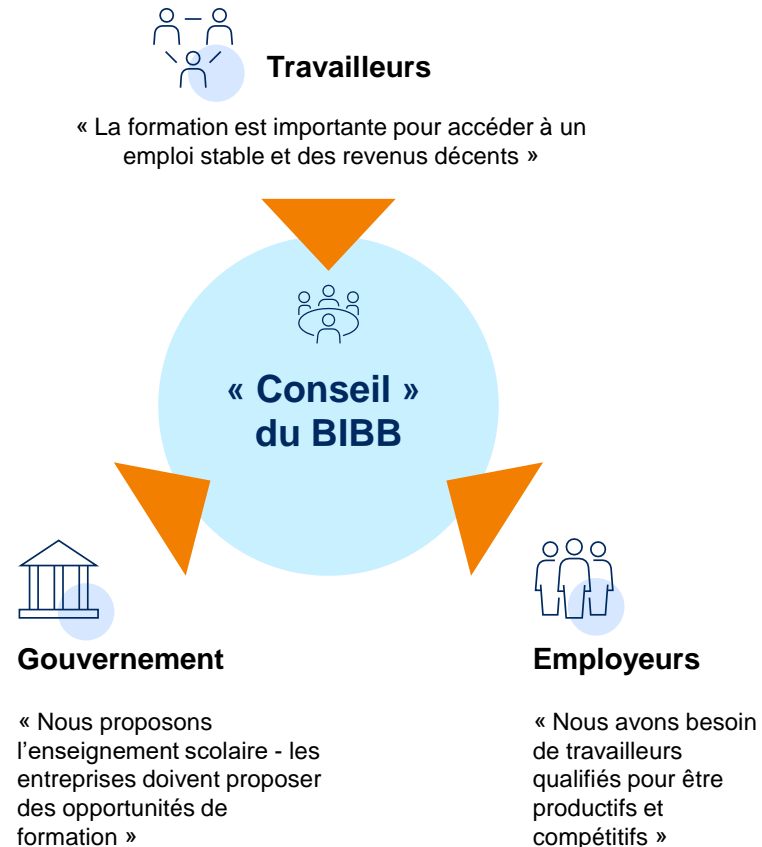 Travailleurs
« La formation est importante pour accéder à un
emploi stable et des revenus décents »
« Conseil »
du BIBB
Gouvernement
« Nous proposons
l’enseignement scolaire - les
entreprises doivent proposer
des opportunités de
formation »
Employeurs
« Nous avons besoin
de travailleurs
qualifiés pour être
productifs et
compétitifs »